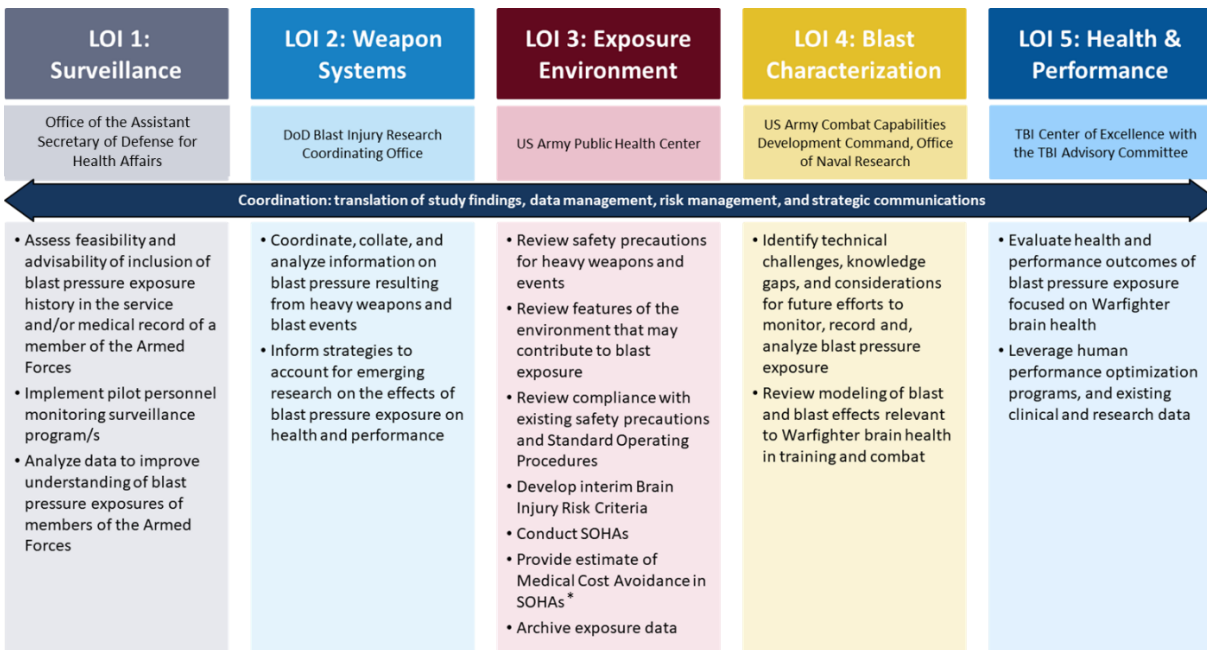 LOI 1:
Surveillance
LOI 2: Weapon
Systems
LOI 3: Exposure
Environment
LOI 4: Blast
Characterization
LOI 5: Health &
Performance
Office of the Assistant
Secretary of Defense for
Health Affairs
DoD Blast Injury Research
Coordinating Office
US Army Public Health Center
US Army Combat Capabilities
Development Command, Office
of Naval Research
TBI Center of Excellence with
the TBI Advisory Committee
Coordination: translation of study findings, data management, risk management, and strategic communications
• Assess feasibility and
advisability of inclusion of
blast pressure exposure
history in the service
and/or medical record of a
member of the Armed
Forces
• Implement pilot personnel
monitoring surveillance
program/s
• Analyze data to improve
understanding of blast
pressure exposures of
members of the Armed
Forces
• Coordinate, collate, and
analyze information on
blast pressure resulting
from heavy weapons and
blast events
• Inform strategies to
account for emerging
research on the effects of
blast pressure exposure on
health and performance
• Review safety precautions
for heavy weapons and
events
• Review features of the
environment that may
contribute to blast
exposure
• Review compliance with
existing safety precautions
and Standard Operating
Procedures
• Develop interim Brain
Injury Risk Criteria
• Conduct SOHAs
• Provide estimate of
Medical Cost Avoidance in
SOHAs*
• Archive exposure data
• Identify technical
challenges, knowledge
gaps, and considerations
for future efforts to
monitor, record and,
analyze blast pressure
exposure
• Review modeling of blast
and blast effects relevant
to Warfighter brain health
in training and combat
• Evaluate health and
performance outcomes of
blast pressure exposure
focused on Warfighter
brain health
• Leverage human
performance optimization
programs, and existing
clinical and research data